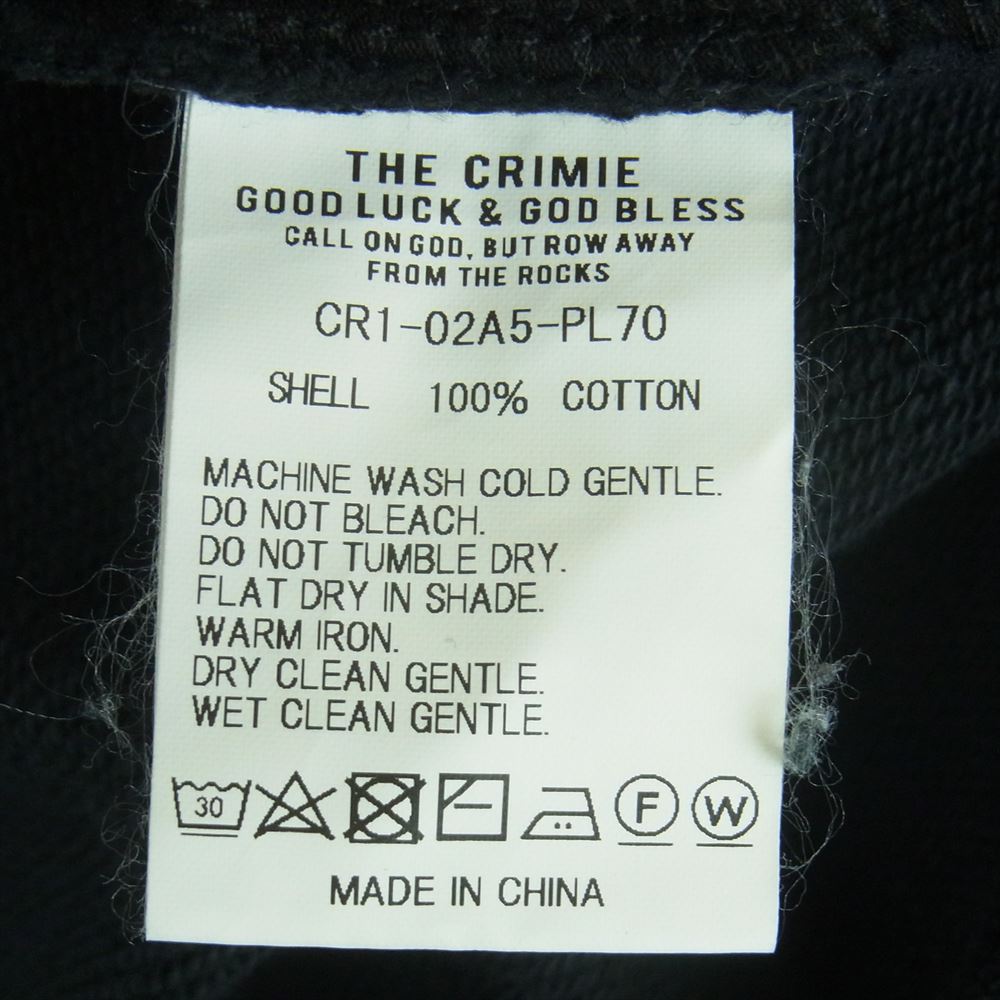 THE CRIMIE
GOOD LUCK & GOD BLESS
CALL ON GOD, BUT ROW AWAY
FROM THE ROCKS
CR1-02A5-PL70
SHELL 100% COTTON
MACHINE WASH COLD GENTLE.
DO NOT BLEACH.
DO NOT TUMBLE DRY.
FLAT DRY IN SHADE.
WARM IRON.
DRY CLEAN GENTLE.
WET CLEAN GENTLE.
30 F W
MADE IN CHINA